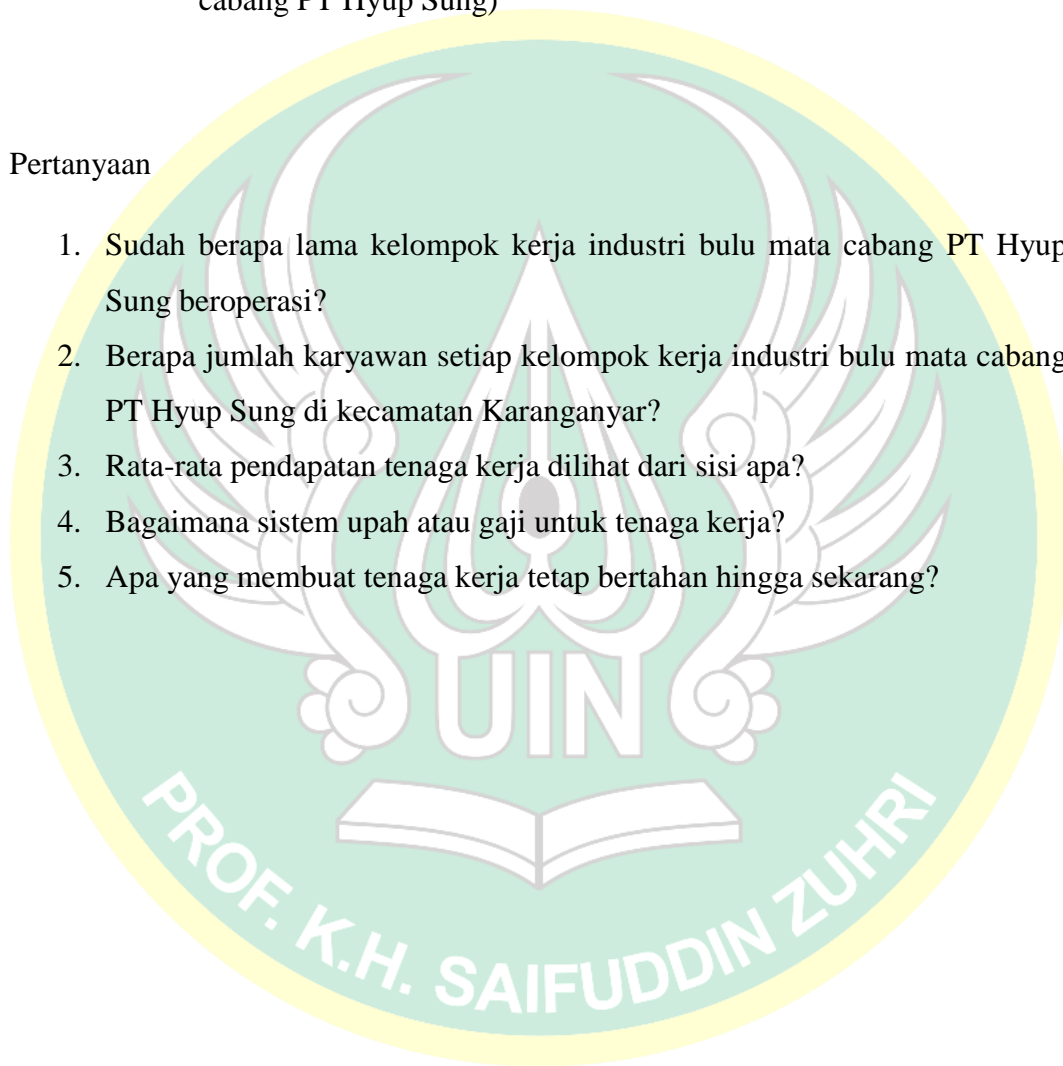 cabang PT Hyup Sung)
Pertanyaan
1. Sudah berapa lama kelompok kerja industri bulu mata cabang PT Hyup
Sung beroperasi?
2. Berapa jumlah karyawan setiap kelompok kerja industri bulu mata cabang
PT Hyup Sung di kecamatan Karanganyar?
3. Rata-rata pendapatan tenaga kerja dilihat dari sisi apa?
4. Bagaimana sistem upah atau gaji untuk tenaga kerja?
5. Apa yang membuat tenaga kerja tetap bertahan hingga sekarang?
UIN
PROF. K.H. SAIFUDDIN ZUHRI